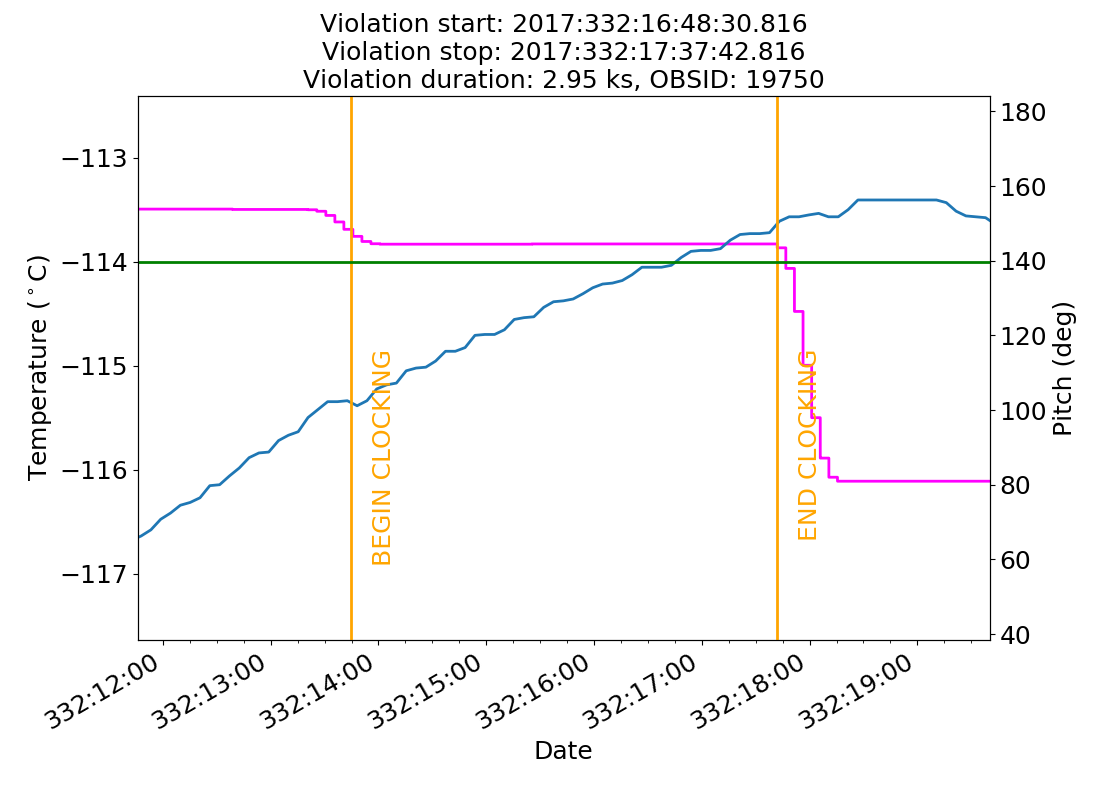 Violation start: 2017:332:16:48:30.816
Violation stop: 2017:332:17:37:42.816
Violation duration: 2.95 ks, OBSID: 19750
−113
−114
−115
−116
−117
Temperature (°C)
180
160
140
120
100
80
60
40
Pitch (deg)
BEGIN CLOCKING
END CLOCKING
332:12:00
332:13:00
332:14:00
332:15:00
332:16:00
332:17:00
332:18:00
332:19:00
Date